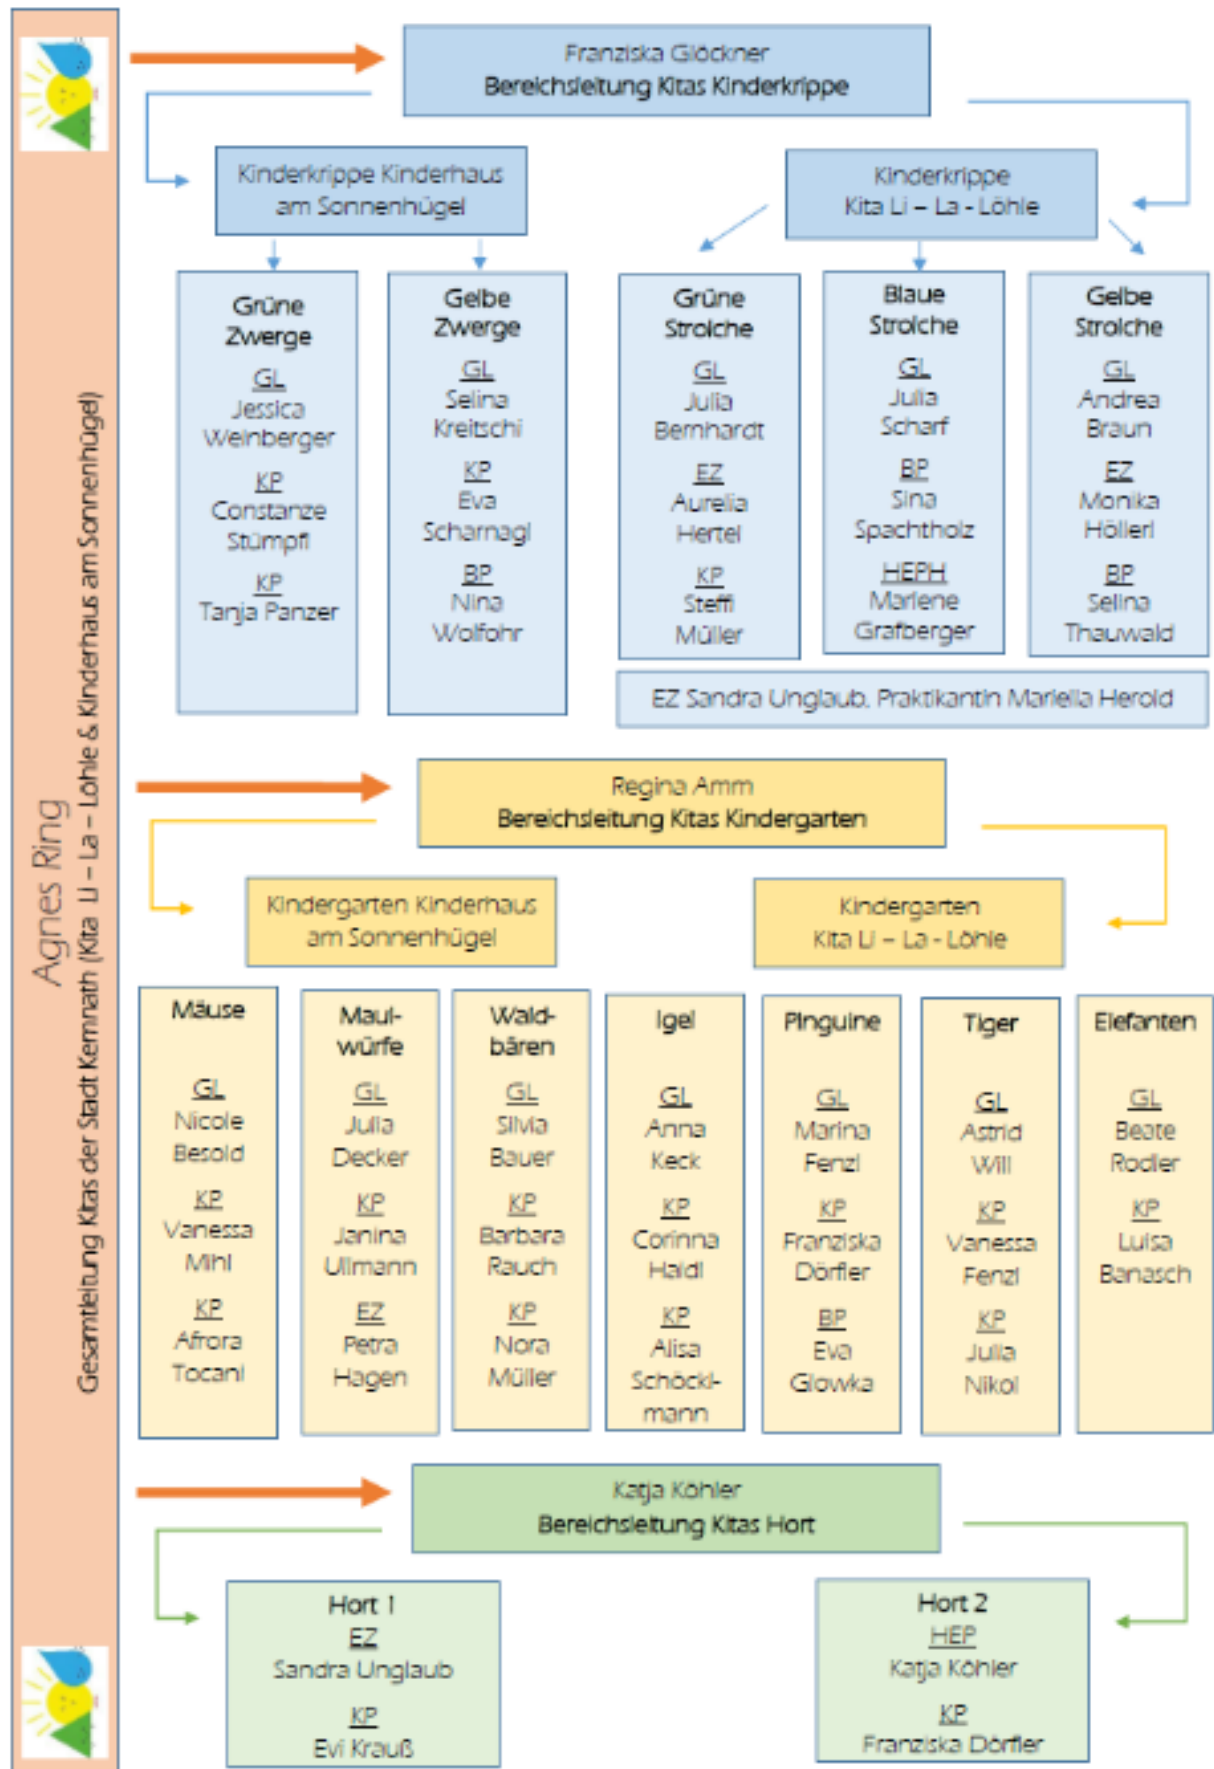 Agnes Ring
Gesamtleitung Kitas der Stadt Kemnath (Kita Li – La – Löhle & Kinderhaus am Sonnenhügel)
Franziska Glöckner
Bereichsleitung Kitas Kinderkrippe
Kinderkrippe Kinderhaus
am Sonnenhügel
Kinderkrippe
Kita Li – La - Löhle
Grüne
Zwerge
GL
Jessica
Weinberger
KP
Constanze
Stümpfl
KP
Tanja Panzer
Gelbe
Zwerge
GL
Selina
Kreitschi
KP
Eva
Scharnagl
BP
Nina
Wolfohr
Grüne
Strolche
GL
Julia
Bernhardt
EZ
Aurelia
Hertel
KP
Steffi
Müller
Blaue
Strolche
GL
Julia
Scharf
BP
Sina
Spachtholz
HEPH
Marlene
Grafberger
Gelbe
Strolche
GL
Andrea
Braun
EZ
Monika
Höllerl
BP
Selina
Thauwald
EZ Sandra Unglaub, Praktikantin Mariella Herold
Regina Amm
Bereichsleitung Kitas Kindergarten
Kindergarten Kinderhaus
am Sonnenhügel
Kindergarten
Kita Li – La - Löhle
Mäuse
GL
Nicole
Besold
KP
Vanessa
Mihl
KP
Afrora
Tocani
Maul-
würfe
GL
Julia
Decker
KP
Janina
Ullmann
EZ
Petra
Hagen
Wald-
bären
GL
Silvia
Bauer
KP
Barbara
Rauch
KP
Nora
Müller
Igel
GL
Anna
Keck
KP
Corinna
Haidl
KP
Alisa
Schöckl-
mann
Pinguine
GL
Marina
Fenzl
KP
Franziska
Dörfler
BP
Eva
Glowka
Tiger
GL
Astrid
Will
KP
Vanessa
Fenzl
KP
Julia
Nikol
Elefanten
GL
Beate
Rodler
KP
Luisa
Banasch
Katja Köhler
Bereichsleitung Kitas Hort
Hort 1
EZ
Sandra Unglaub
KP
Evi Krauß
Hort 2
HEP
Katja Köhler
KP
Franziska Dörfler